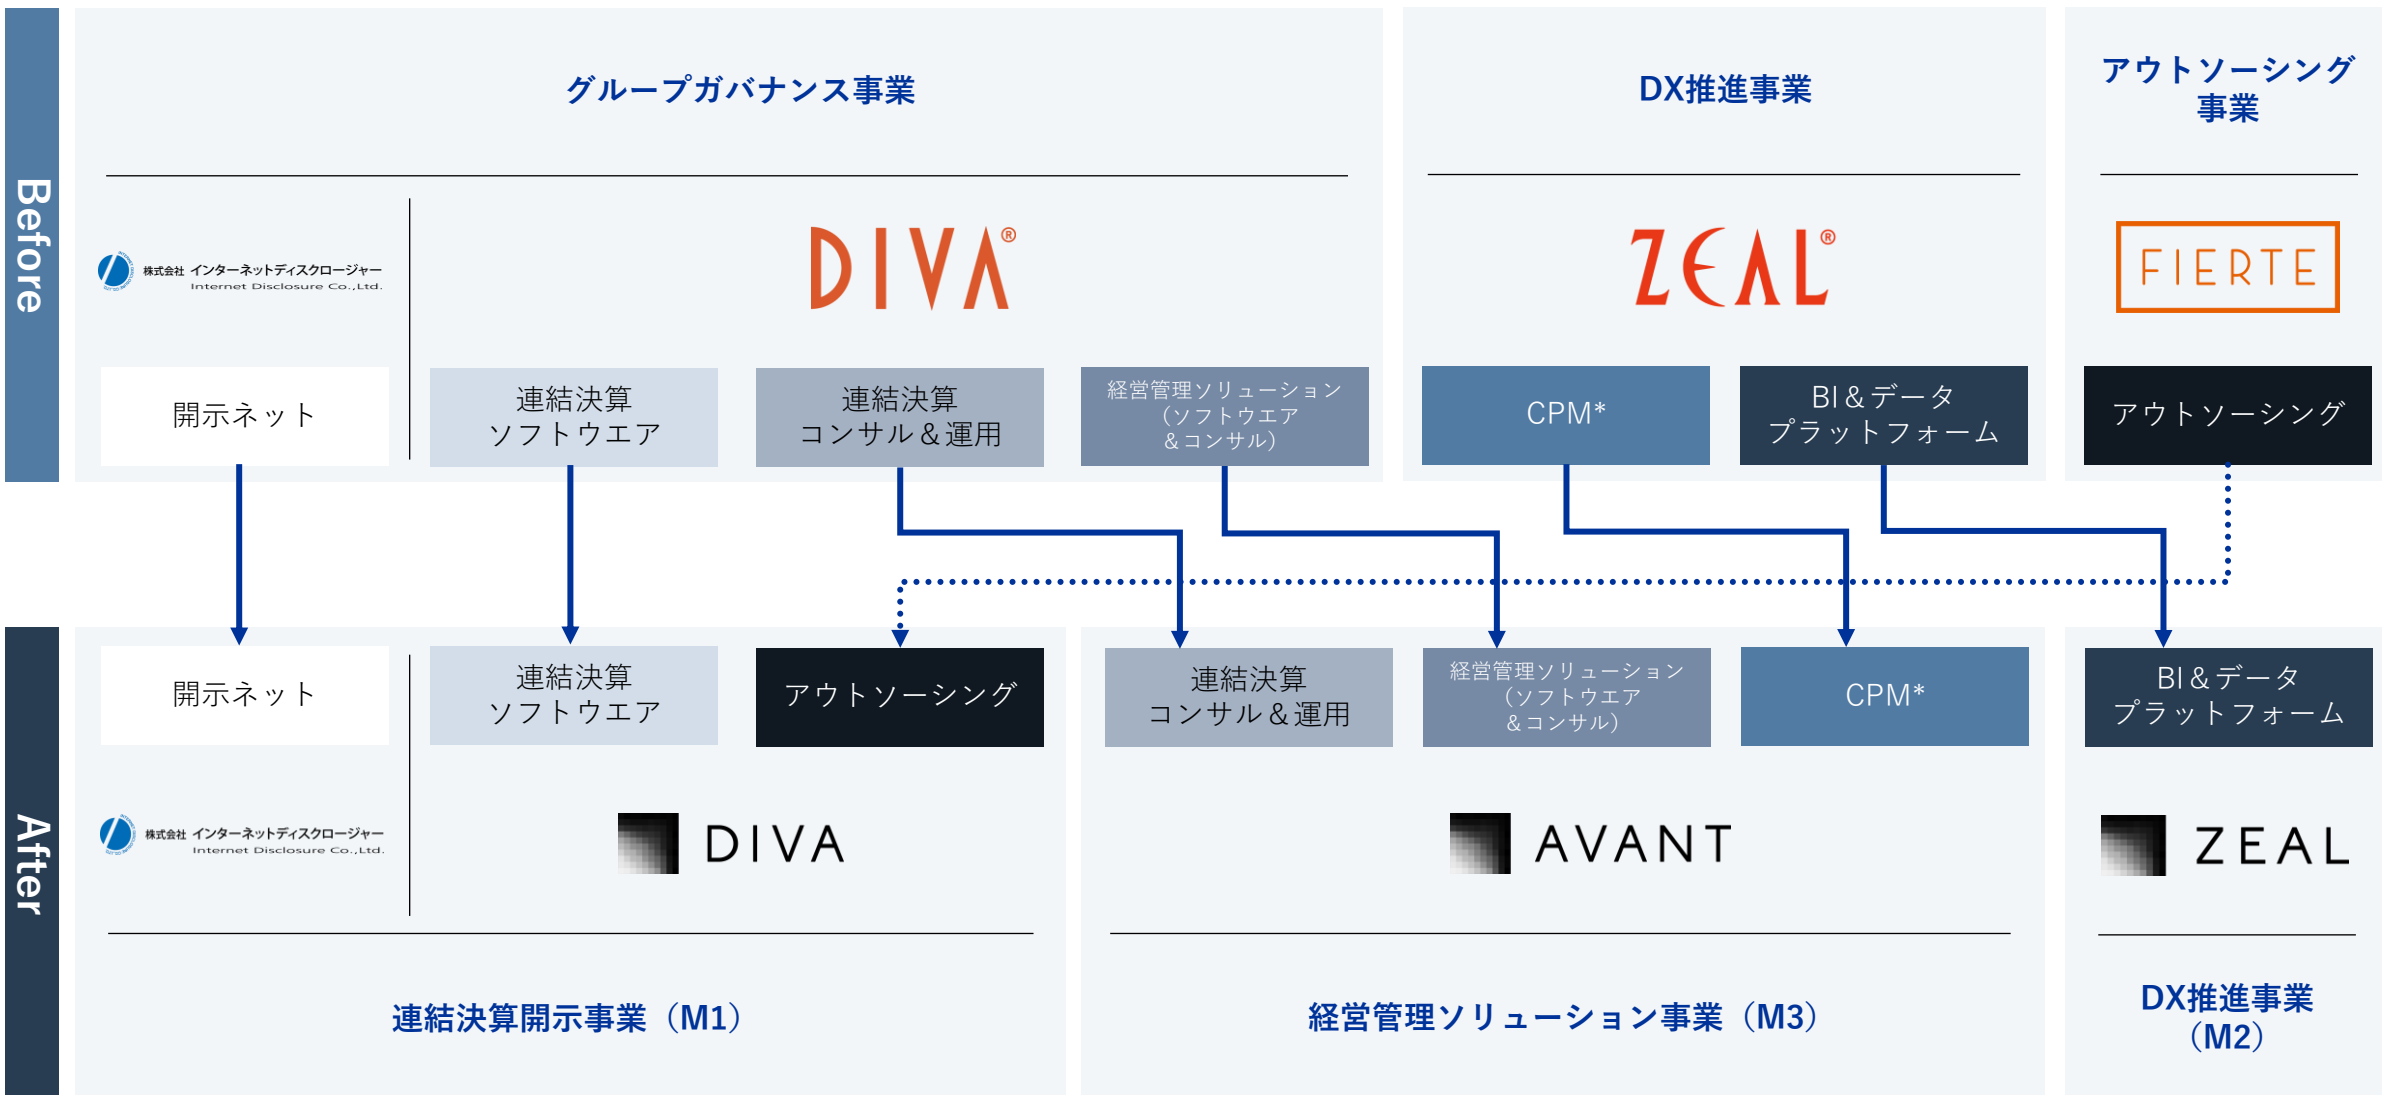 Before
グループガバナンス事業
DX推進事業
アウトソーシング
事業
株式会社 インターネットディスクロージャー
Internet Disclosure Co.,Ltd.
DIVA®
ZEAL®
FIERTE
開示ネット
連結決算
ソフトウエア
連結決算
コンサル＆運用
経営管理ソリューション
（ソフトウエア
＆コンサル）
CPM*
BI＆データ
プラットフォーム
アウトソーシング
After
開示ネット
連結決算
ソフトウエア
アウトソーシング
連結決算
コンサル＆運用
経営管理ソリューション
（ソフトウエア
＆コンサル）
CPM*
BI＆データ
プラットフォーム
株式会社 インターネットディスクロージャー
Internet Disclosure Co.,Ltd.
DIVA
AVANT
ZEAL
連結決算開示事業（M1）
経営管理ソリューション事業（M3）
DX推進事業
（M2）